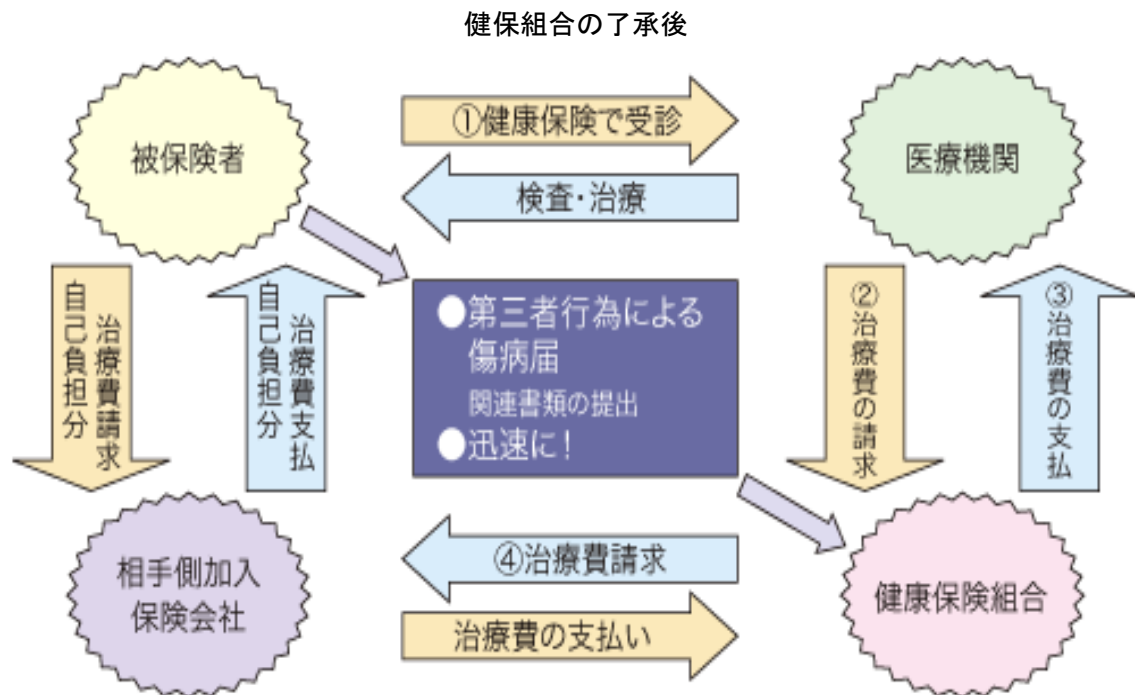 健保組合の了承後
被保険者
①健康保険で受診
医療機関
検査・治療
治療費請求
自己負担分
治療費支払
自己負担分
●第三者行為による
傷病届
関連書類の提出
●迅速に！
②治療費の請求
③治療費の支払
相手側加入
保険会社
④治療費請求
治療費の支払い
健康保険組合